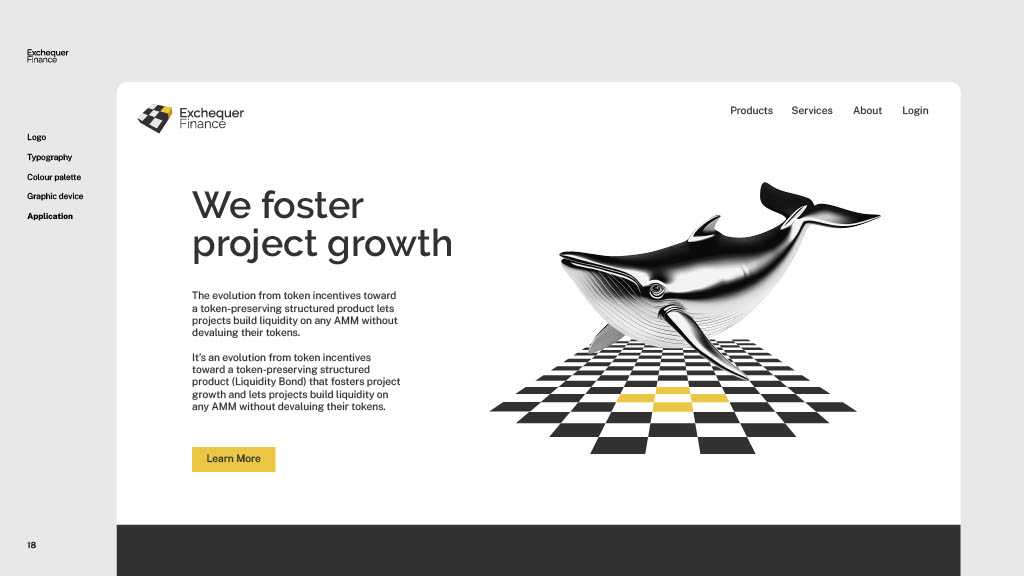 Exchequer
Finance
Logo
Typography
Colour palette
Graphic device
Application
18
Exchequer
Finance
Products Services About Login
We foster
project growth
The evolution from token incentives toward
a token-preserving structured product lets
projects build liquidity on any AMM without
devaluing their tokens.
It's an evolution from token incentives
toward a token-preserving structured
product (Liquidity Bond) that fosters project
growth and lets projects build liquidity on
any AMM without devaluing their tokens.
Learn More